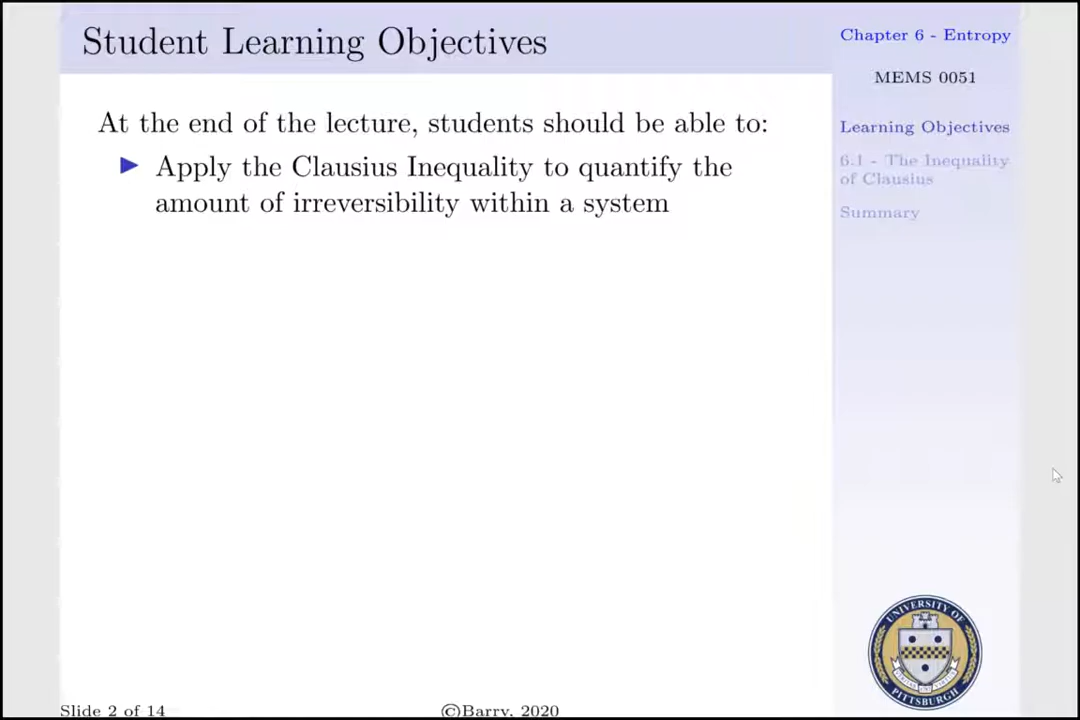 Student Learning Objectives
At the end of the lecture, students should be able to:
Apply the Clausius Inequality to quantify the
amount of irreversibility within a system
Chapter 6 - Entropy
MEMS 0051
Learning Objectives
6.1 - The Inequality
of Clausius
Summary
UNIVERSITY OF
PITTSBURGH
Slide 2 of 14
©Barry, 2020